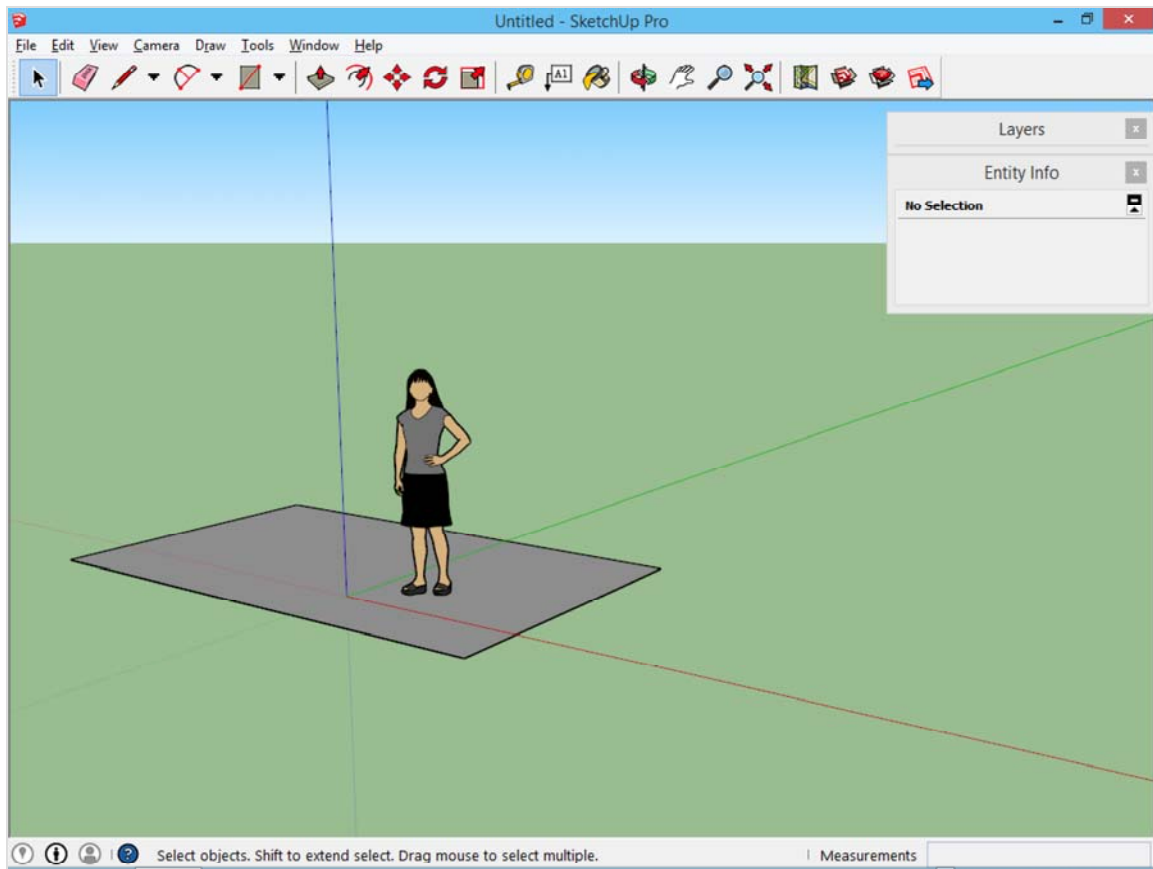 Untitled - SketchUp Pro
File Edit View Camera Draw Tools Window Help
A1
Layers
Entity Info
No Selection
Select objects. Shift to extend select. Drag mouse to select multiple.
Measurements